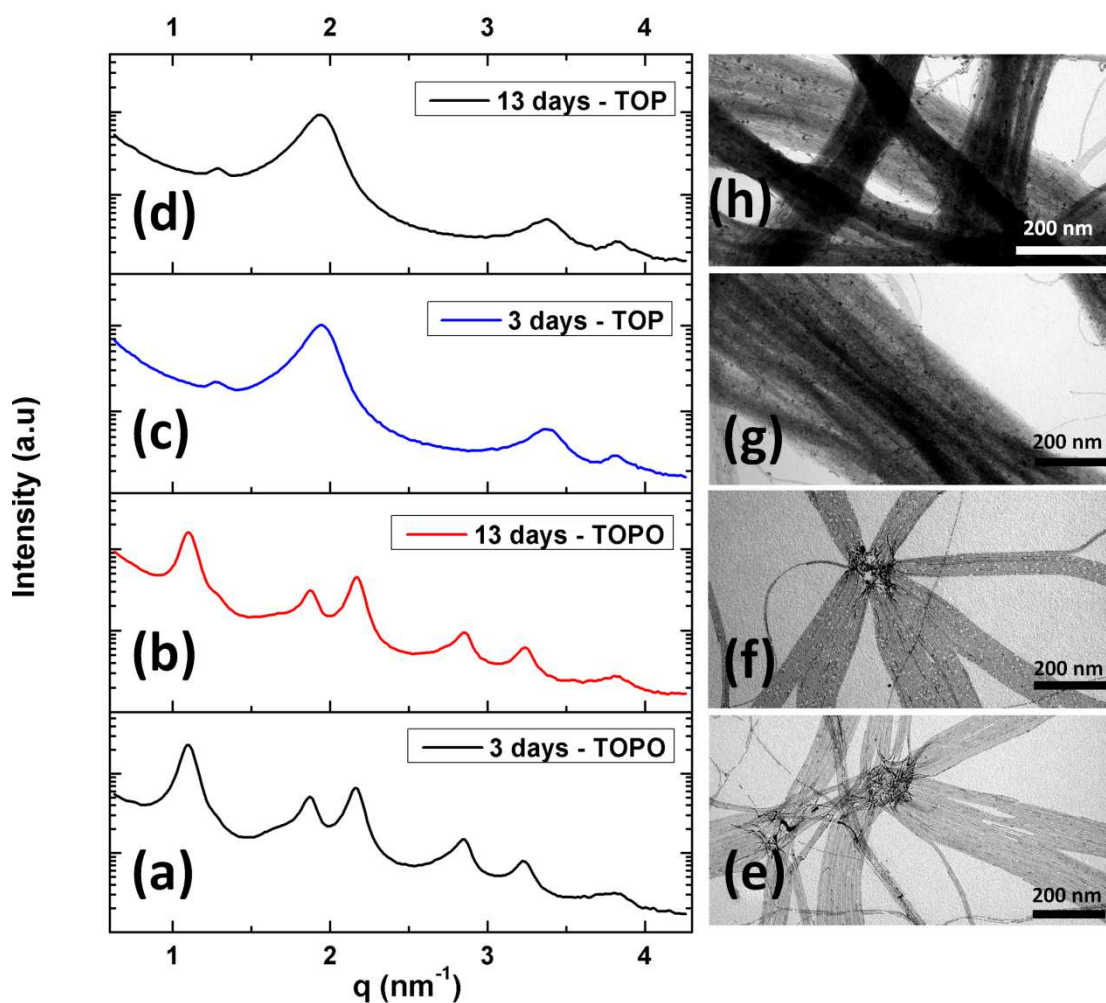 1 2 3 4
13 days - TOP
(d)
3 days - TOP
(c)
13 days - TOPO
(b)
3 days - TOPO
(a)
1 2 3 4
q (nm⁻¹)
Intensity (a.u)
(h)
200 nm
(g)
200 nm
(f)
200 nm
(e)
200 nm